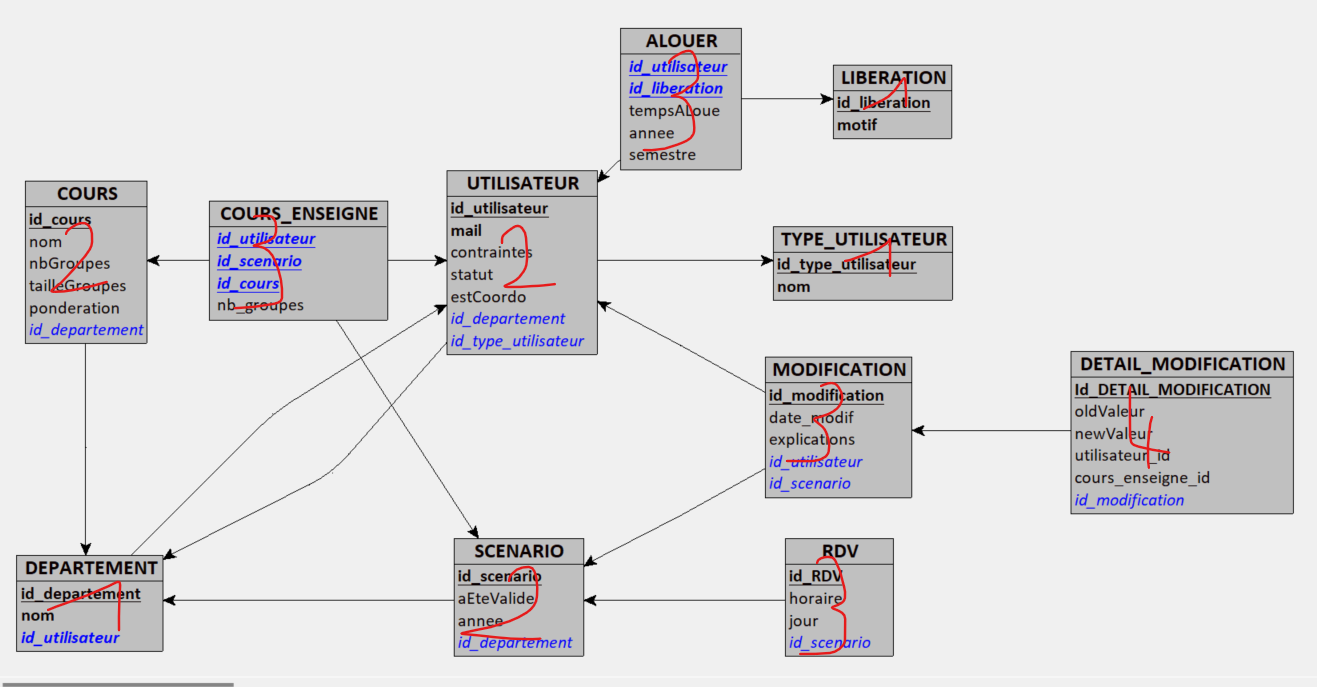 ALOUER
id_utilisateur
id_liberation
tempsALoue
annee
semestre
3
LIBERATION
id_liberation
motif
1
COURS
id_cours
nom
nbGroupes
tailleGroupes
ponderation
id_departement
2
COURS_ENSEIGNE
id_utilisateur
id_scenario
id_cours
nb_groupes
3
UTILISATEUR
id_utilisateur
mail
contraintes
statut
estCoordo
id_departement
id_type_utilisateur
2
TYPE_UTILISATEUR
id_type_utilisateur
nom
1
MODIFICATION
id_modification
date_modif
explications
id_utilisateur
id_scenario
3
DETAIL_MODIFICATION
Id_DETAIL_MODIFICATION
oldValeur
newValeur
utilisateur_id
cours_enseigne_id
id_modification
4
DEPARTEMENT
id_departement
nom
id_utilisateur
1
SCENARIO
id_scenario
aEteValide
annee
id_departement
2
RDV
id_RDV
horaire
jour
id_scenario
3